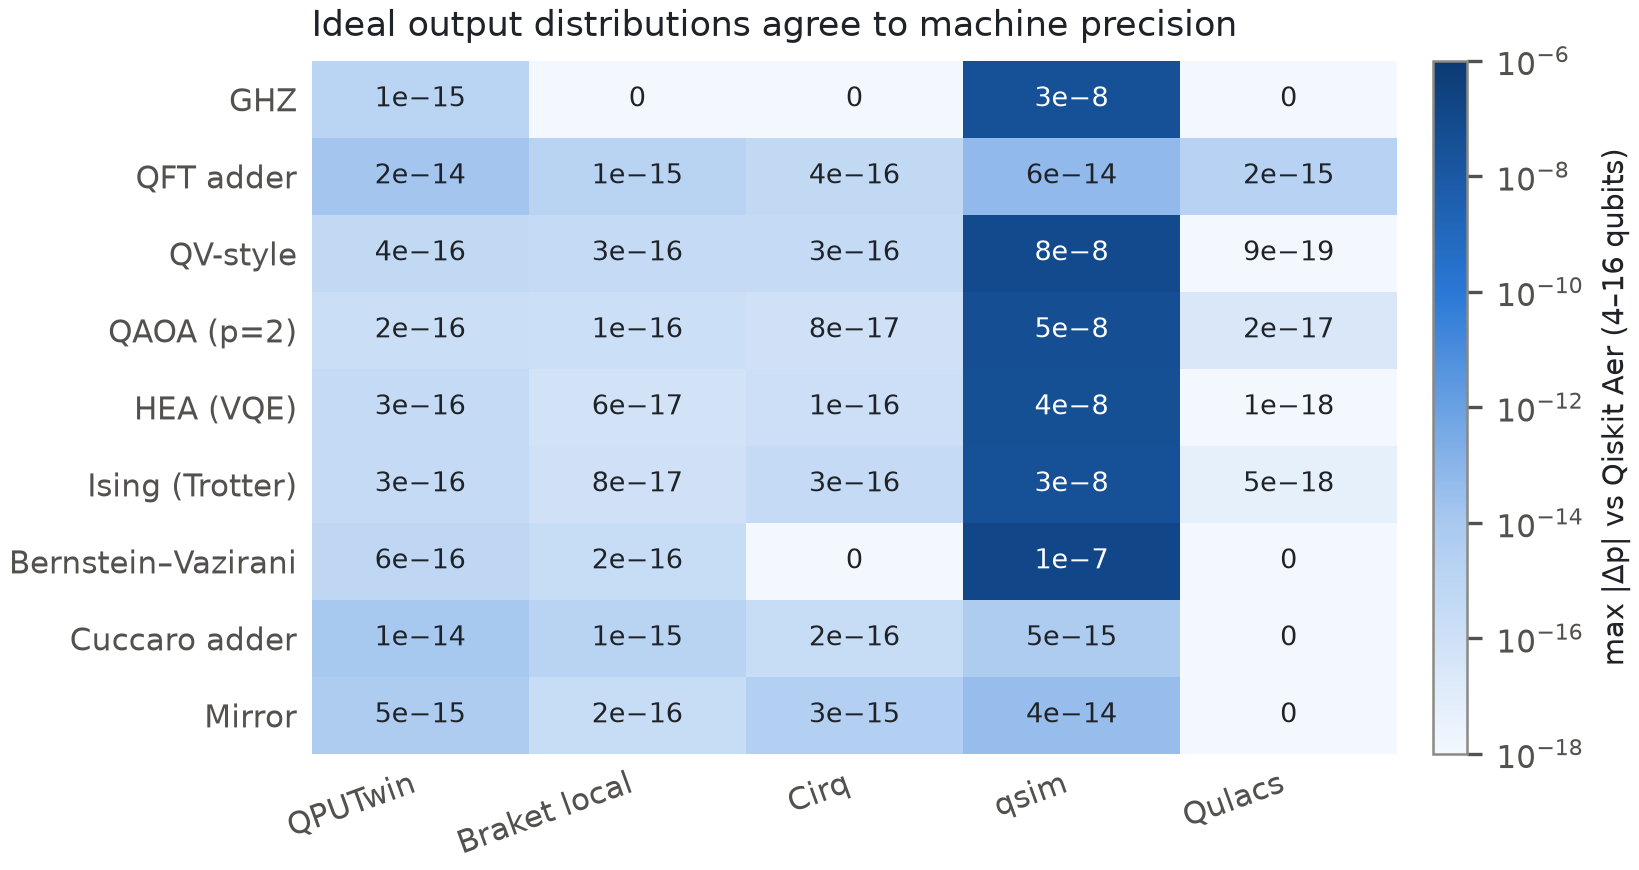 Ideal output distributions agree to machine precision
GHZ 1e−15 0 0 3e−8 0
QFT adder 2e−14 1e−15 4e−16 6e−14 2e−15
QV-style 4e−16 3e−16 3e−16 8e−8 9e−19
QAOA (p=2) 2e−16 1e−16 8e−17 5e−8 2e−17
HEA (VQE) 3e−16 6e−17 1e−16 4e−8 1e−18
Ising (Trotter) 3e−16 8e−17 3e−16 3e−8 5e−18
Bernstein–Vazirani 6e−16 2e−16 0 1e−7 0
Cuccaro adder 1e−14 1e−15 2e−16 5e−15 0
Mirror 5e−15 2e−16 3e−15 4e−14 0
QPUTwin Braket local Cirq qsim Qulacs
10⁻⁶
10⁻⁸
10⁻¹⁰
10⁻¹²
10⁻¹⁴
10⁻¹⁶
10⁻¹⁸
max |Δp| vs Qiskit Aer (4–16 qubits)